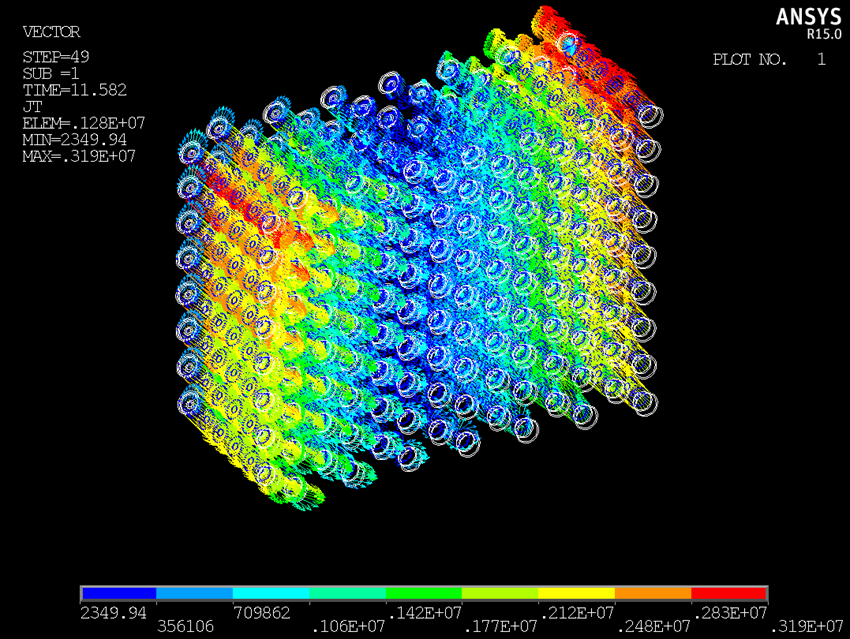 VECTOR
STEP=49
SUB =1
TIME=11.582
JT
ELEM=.128E+07
MIN=2349.94
MAX=.319E+07
ANSYS
R15.0
PLOT NO. 1
2349.94
356106
709862
.106E+07
.142E+07
.177E+07
.212E+07
.248E+07
.283E+07
.319E+07